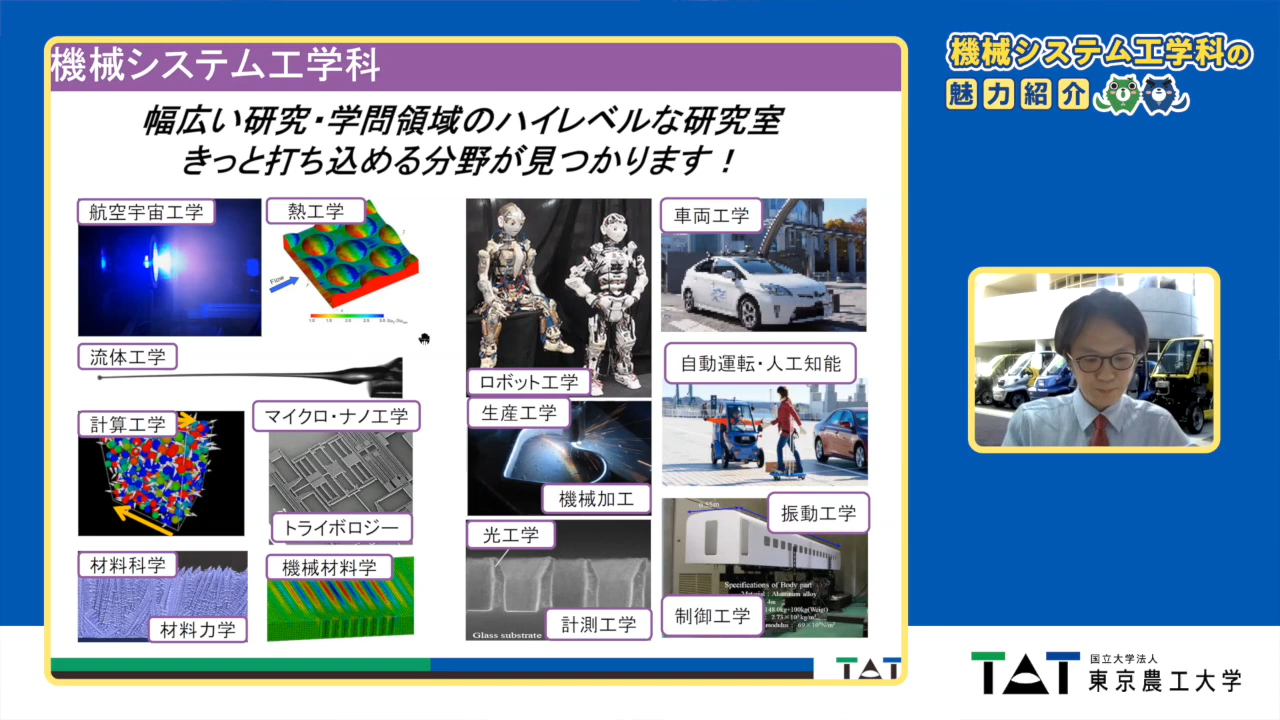 機械システム工学科
幅広い研究・学問領域のハイレベルな研究室
きっと打ち込める分野が見つかります！
航空宇宙工学
熱工学
Flow
流体工学
計算工学
マイクロ・ナノ工学
トライボロジー
材料科学
材料力学
機械材料学
ロボット工学
生産工学
機械加工
光工学
Glass substrate
計測工学
車両工学
自動運転・人工知能
振動工学
0.55m
Specifications of Body part
Material : Aluminum alloy
4m
148.0kg+100kg(Weigt)
制御工学
TAT
機械システム工学科の
魅力紹介
TAT
国立大学法人
東京農工大学